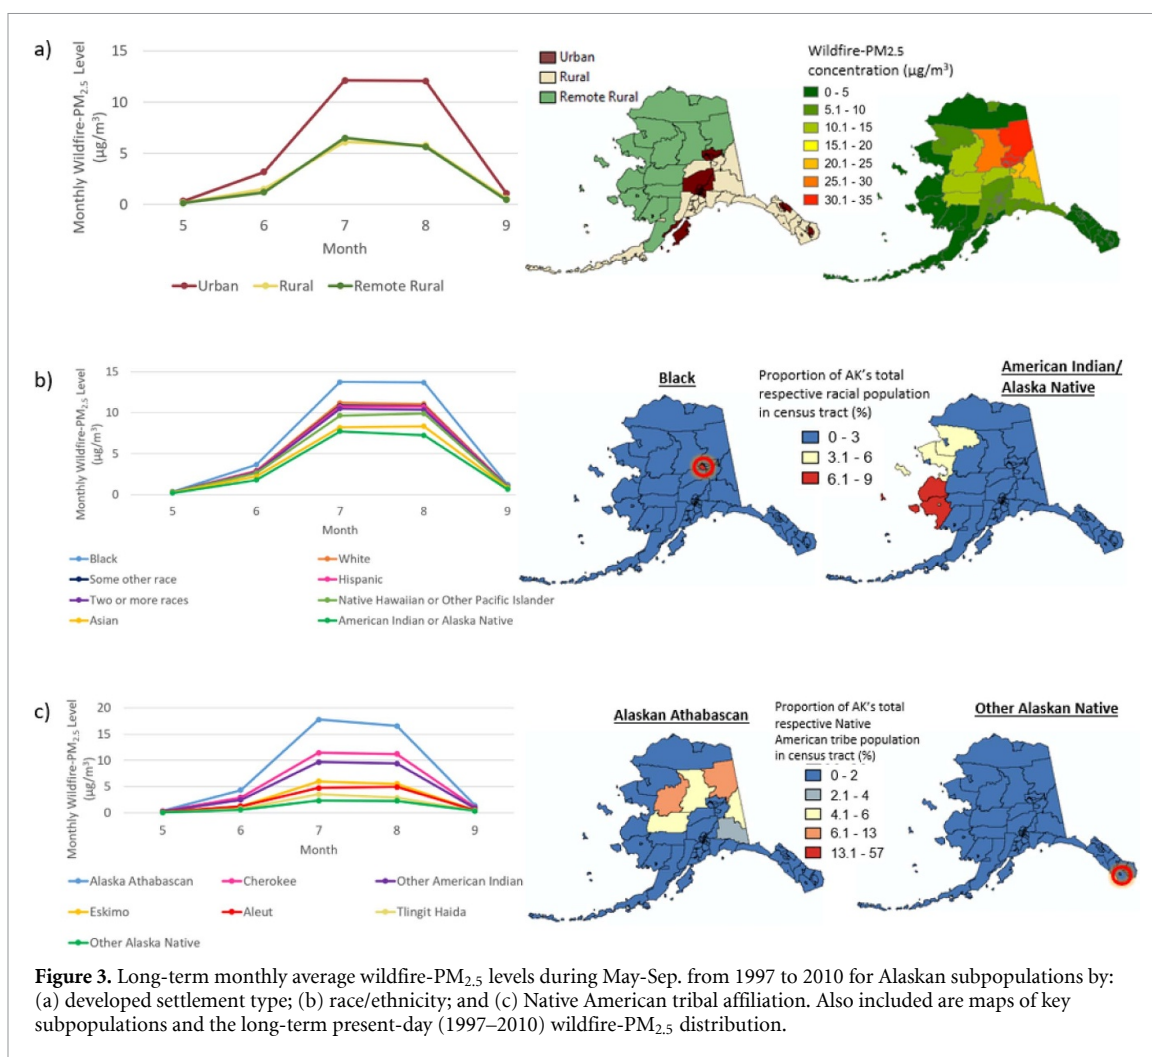 a)
Monthly Wildfire-PM2.5 Level
(µg/m³)
15
10
5
0
5
6
7
8
9
Month
Urban
Rural
Remote Rural
Urban
Rural
Remote Rural
Wildfire-PM2.5
concentration (µg/m³)
0 - 5
5.1 - 10
10.1 - 15
15.1 - 20
20.1 - 25
25.1 - 30
30.1 - 35
b)
Monthly Wildfire-PM2.5 Level
(µg/m³)
15
10
5
0
5
6
7
8
9
Month
Black
White
Some other race
Hispanic
Two or more races
Native Hawaiian or Other Pacific Islander
Asian
American Indian or Alaska Native
Black
Proportion of AK's total
respective racial population
in census tract (%)
0 - 3
3.1 - 6
6.1 - 9
American Indian/
Alaska Native
c)
Monthly Wildfire-PM2.5 Level
(µg/m³)
20
15
10
5
0
5
6
7
8
9
Month
Alaska Athabascan
Cherokee
Other American Indian
Eskimo
Aleut
Tlingit Haida
Other Alaska Native
Alaskan Athabascan
Proportion of AK's total
respective Native
American tribe population
in census tract (%)
0 - 2
2.1 - 4
4.1 - 6
6.1 - 13
13.1 - 57
Other Alaskan Native
Figure 3. Long-term monthly average wildfire-PM2.5 levels during May-Sep. from 1997 to 2010 for Alaskan subpopulations by:
(a) developed settlement type; (b) race/ethnicity; and (c) Native American tribal affiliation. Also included are maps of key
subpopulations and the long-term present-day (1997–2010) wildfire-PM2.5 distribution.